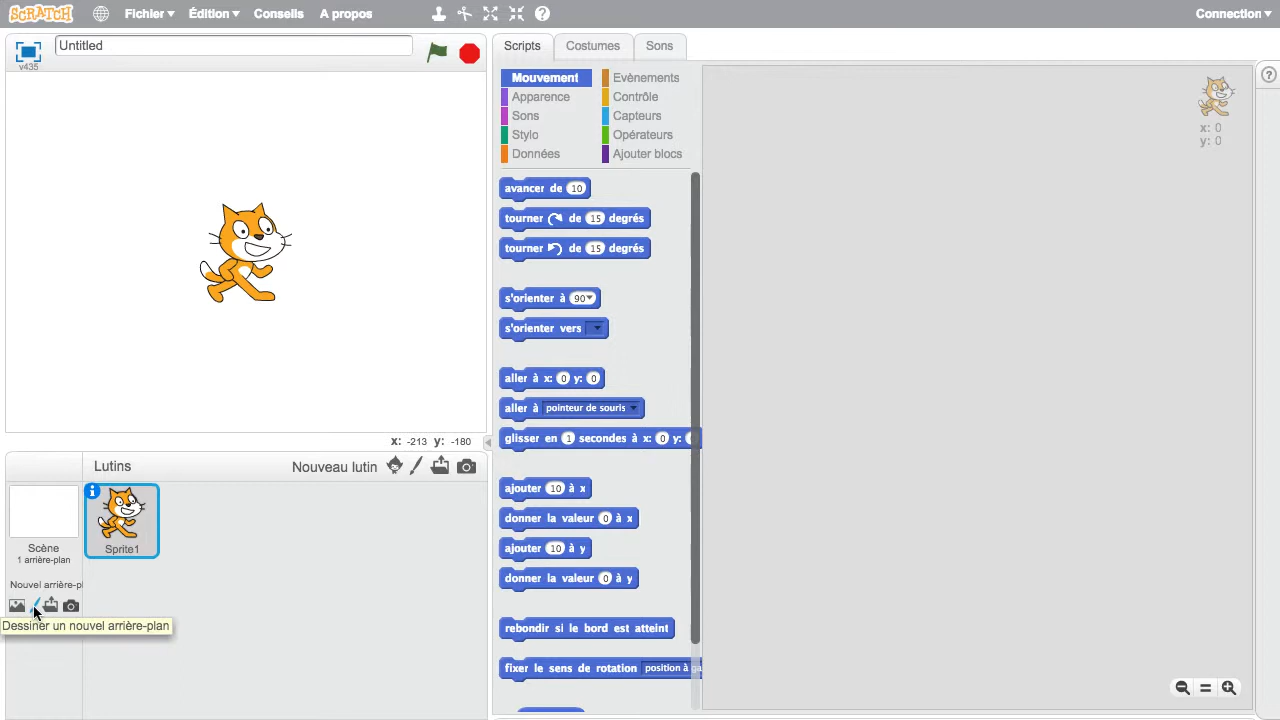 SCRATCH
Fichier
Édition
Conseils
A propos
Connection
v435
Untitled
Scripts
Costumes
Sons
Mouvement
Evènements
Apparence
Contrôle
Sons
Capteurs
Stylo
Opérateurs
Données
Ajouter blocs
x: 0
y: 0
avancer de 10
tourner de 15 degrés
tourner de 15 degrés
s'orienter à 90
s'orienter vers
aller à x: 0 y: 0
aller à pointeur de souris
glisser en 1 secondes à x: 0 y:
ajouter 10 à x
donner la valeur 0 à x
ajouter 10 à y
donner la valeur 0 à y
rebondir si le bord est atteint
fixer le sens de rotation position à ga
x: -213 y: -180
Lutins
Nouveau lutin
Scène
1 arrière-plan
Sprite1
Nouvel arrière-pl
Dessiner un nouvel arrière-plan